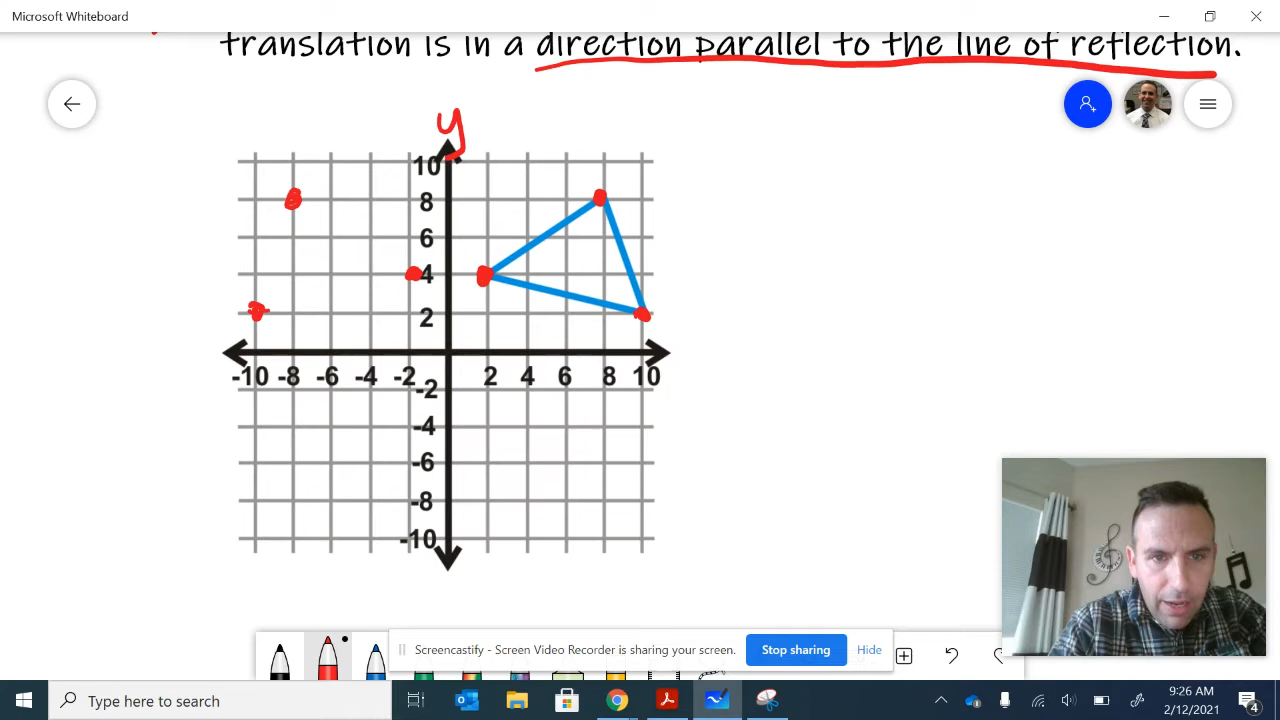 Microsoft Whiteboard
translation is in a direction parallel to the line of reflection.
y
10
8
6
4
2
-10 -8 -6 -4 -2 2 4 6 8 10
-2
-4
-6
-8
-10
Screencastify - Screen Video Recorder is sharing your screen. Stop sharing Hide
Type here to search
9:26 AM
2/12/2021
4